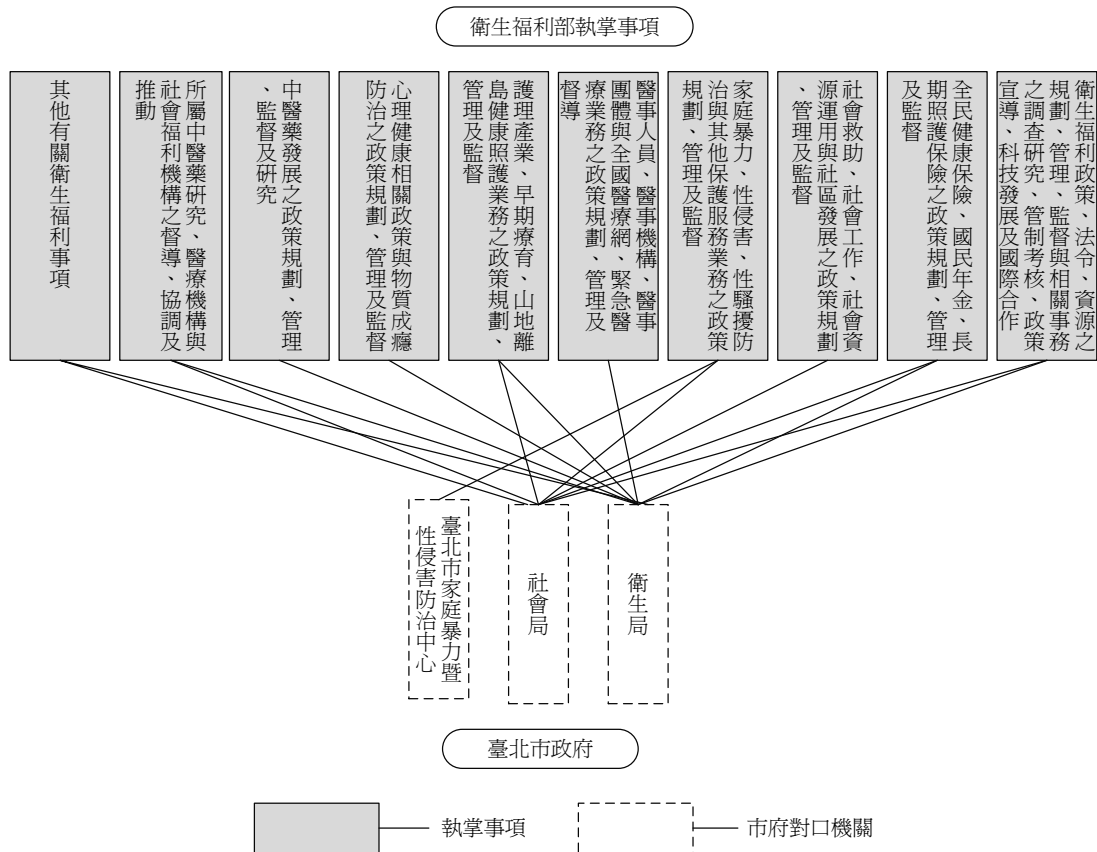 衛生福利部執掌事項
衛生福利政策、法令、資源之
規劃、管理、監督與相關事務
之調查研究、管制考核、政策
宣導、科技發展及國際合作
全民健康保險、國民年金、長
期照護保險之政策規劃、管理
及監督
社會救助、社會工作、社會資
源運用與社區發展之政策規劃
、管理及監督
家庭暴力、性侵害、性騷擾防
治與其他保護服務業務之政策
規劃、管理及監督
醫事人員、醫事機構、醫事
團體與全國醫療網、緊急醫
療業務之政策規劃、管理及
督導
護理產業、早期療育、山地離
島健康照護業務之政策規劃、
管理及監督
心理健康相關政策與物質成癮
防治之政策規劃、管理及監督
中醫藥發展之政策規劃、管理
、監督及研究
所屬中醫藥研究、醫療機構與
社會福利機構之督導、協調及
推動
其他有關衛生福利事項
衛生局
社會局
臺北市家庭暴力暨
性侵害防治中心
臺北市政府
執掌事項
市府對口機關